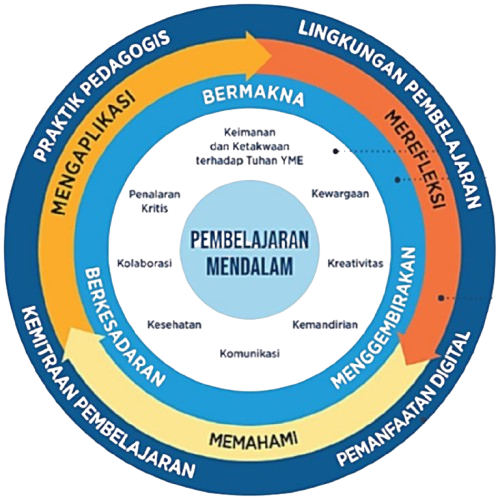 PRAKTIK PEDAGOGIS
LINGKUNGAN PEMBELAJARAN
MENGAPLIKASI
MEREFLEKSI
BERMAKNA
Keimanan
dan Ketakwaan
terhadap Tuhan YME
Penalaran
Kritis
Kewargaan
PEMBELAJARAN
MENDALAM
Kolaborasi
Kreativitas
Kesehatan
Kemandirian
Komunikasi
BERKESADARAN
MENGGEMBIRAKAN
MEMAHAMI
KEMITRAAN PEMBELAJARAN
PEMANFAATAN DIGITAL